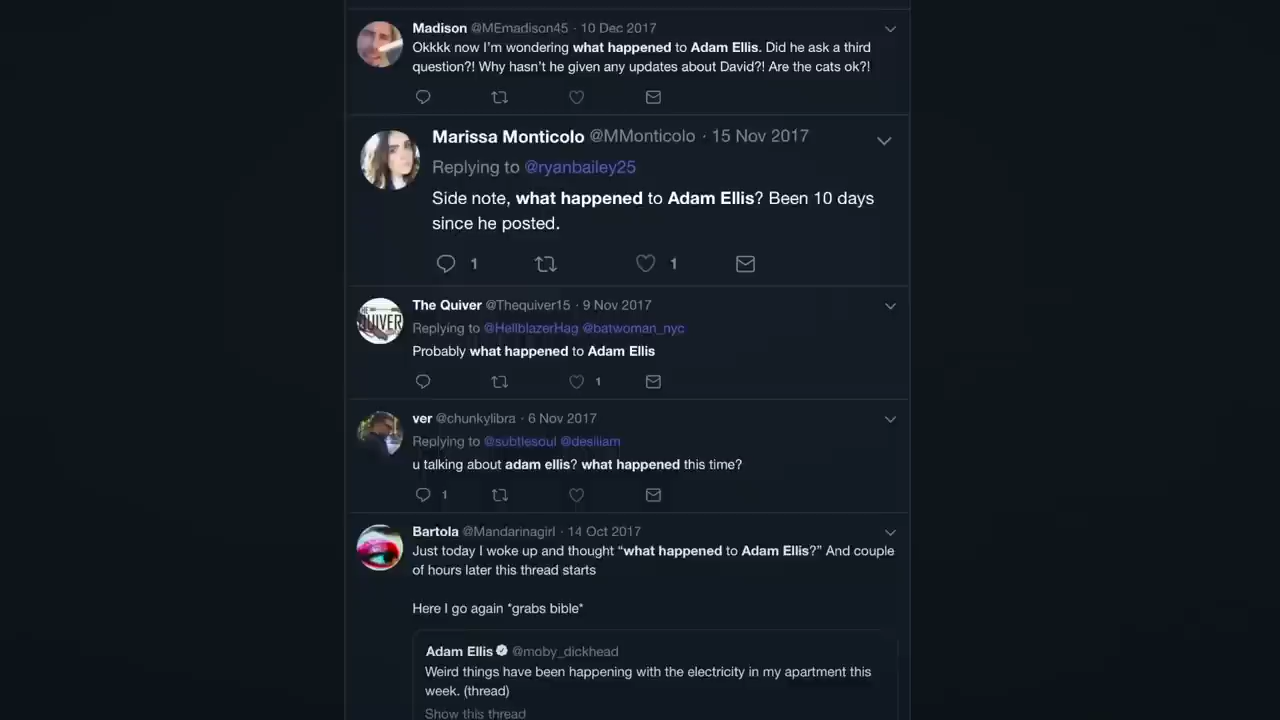 Madison @MEmadison45 · 10 Dec 2017
Okkkk now I'm wondering what happened to Adam Ellis. Did he ask a third
question?! Why hasn't he given any updates about David?! Are the cats ok?!
Marissa Monticolo @MMonticolo · 15 Nov 2017
Replying to @ryanbailey25
Side note, what happened to Adam Ellis? Been 10 days
since he posted.
1 1
The Quiver @Thequiver15 · 9 Nov 2017
QUIVER
Replying to @HellblazerHag @batwoman_nyc
Probably what happened to Adam Ellis
1
ver @chunkylibra · 6 Nov 2017
Replying to @subtlesoul @desiiiam
u talking about adam ellis? what happened this time?
1
Bartola @Mandarinagirl · 14 Oct 2017
Just today I woke up and thought “what happened to Adam Ellis?” And couple
of hours later this thread starts
Here I go again *grabs bible*
Adam Ellis @moby_dickhead
Weird things have been happening with the electricity in my apartment this
week. (thread)
Show this thread